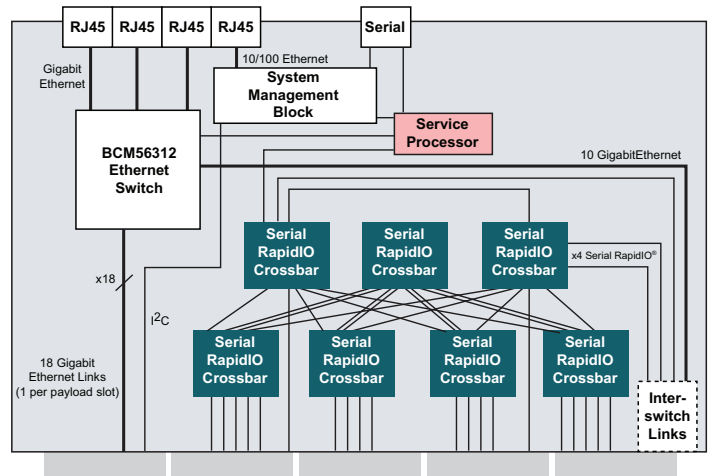 RJ45 RJ45 RJ45 RJ45 Serial
10/100 Ethernet
Gigabit
Ethernet
System
Management
Block
Service
Processor
BCM56312
Ethernet
Switch
10 GigabitEthernet
Serial
RapidIO
Crossbar
Serial
RapidIO
Crossbar
Serial
RapidIO
Crossbar
x4 Serial RapidIO®
x18
I²C
Serial
RapidIO
Crossbar
Serial
RapidIO
Crossbar
Serial
RapidIO
Crossbar
Serial
RapidIO
Crossbar
18 Gigabit
Ethernet Links
(1 per payload slot)
Inter-
switch
Links